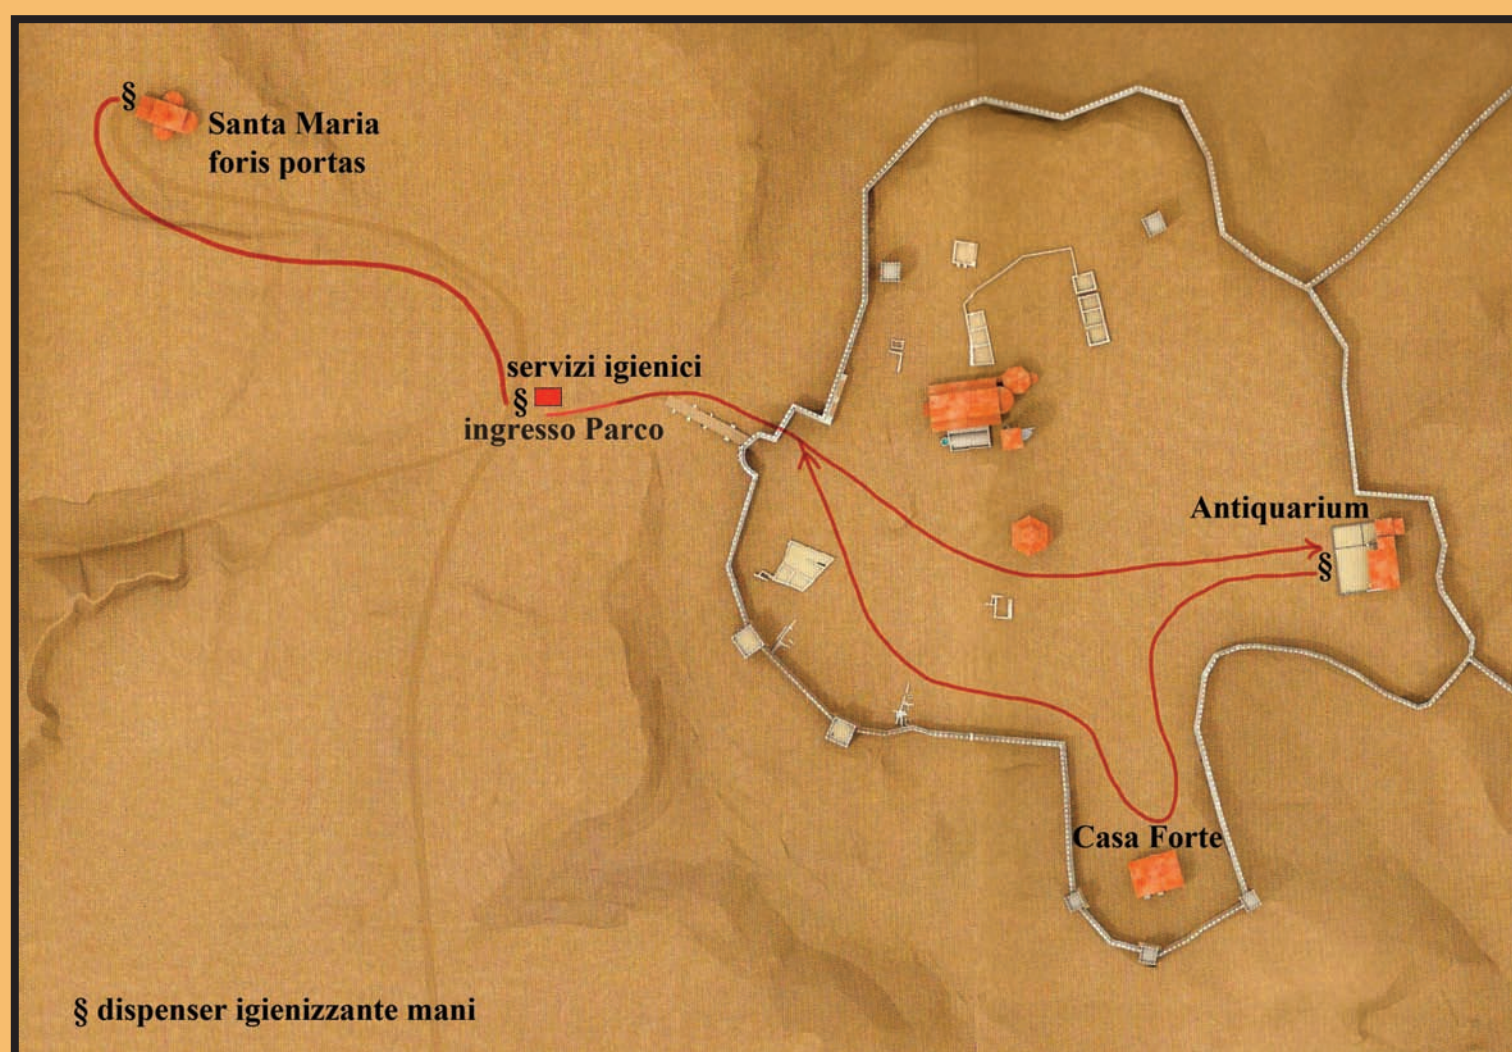 §
Santa Maria
foris portas
servizi igienici
§
ingresso Parco
Antiquarium
§
Casa Forte
§ dispenser igienizzante mani